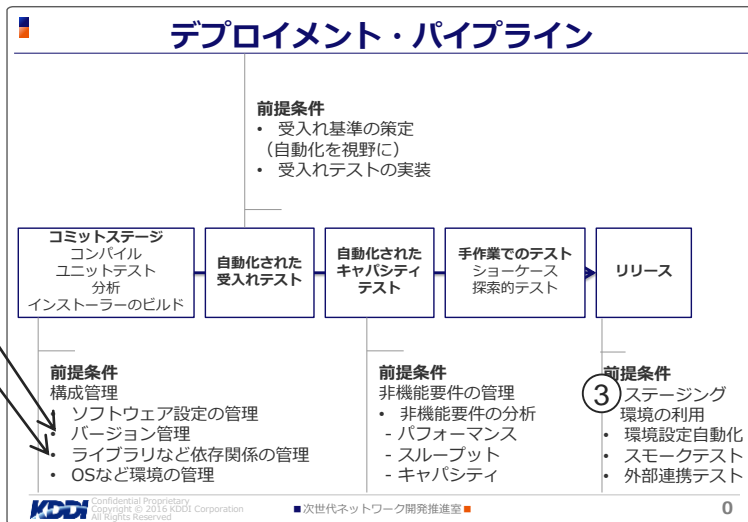 デプロイメント・パイプライン
前提条件
• 受入れ基準の策定
（自動化を視野に）
• 受入れテストの実装
コミットステージ
コンパイル
ユニットテスト
分析
インストーラーのビルド
自動化された
受入れテスト
自動化された
キャパシティ
テスト
手作業でのテスト
ショーケース
探索的テスト
リリース
前提条件
構成管理
ソフトウェア設定の管理
• バージョン管理
• ライブラリなど依存関係の管理
• OSなど環境の管理
前提条件
非機能要件の管理
• 非機能要件の分析
- パフォーマンス
- スループット
- キャパシティ
前提条件
③ ステージング
環境の利用
• 環境設定自動化
• スモークテスト
• 外部連携テスト
KDDI
Confidential Proprietary
Copyright © 2016 KDDI Corporation
All Rights Reserved
■次世代ネットワーク開発推進室■
0